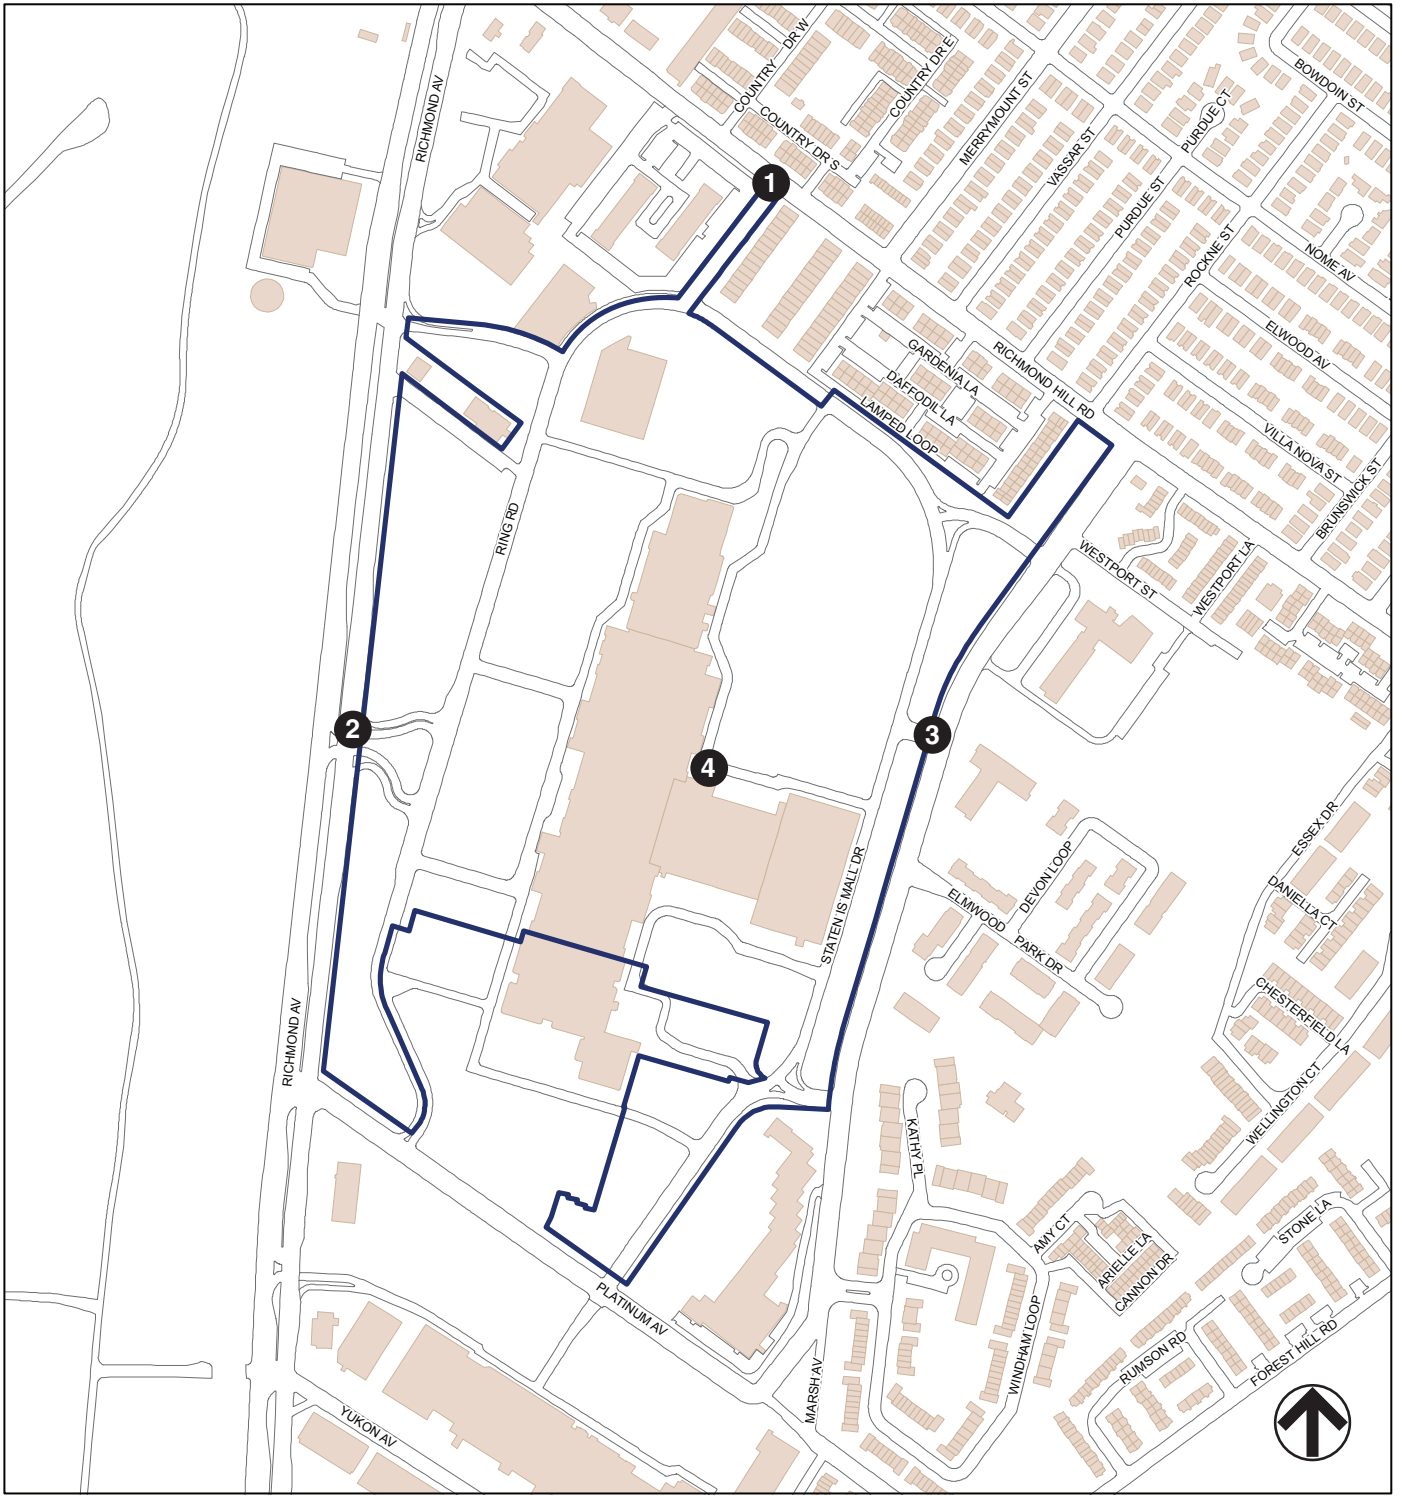 COUNTRY DR W
COUNTRY DR E
BOWDOIN ST
RICHMOND AV
COUNTRY DR S
MERRYMOUNT ST
VASSAR ST
PURDUE CT
1
PURDUE ST
ROCKNE ST
NOME AV
ELWOOD AV
GARDENIA LA
RICHMOND HILL RD
DAFFODIL LA
LAMPED LOOP
VILLA NOVA ST
BRUNSWICK ST
RING RD
WESTPORT ST
WESTPORT LA
2
3
4
ESSEX DR
DEVON LOOP
DANIELLA CT
STATEN IS MALL DR
ELMWOOD PARK DR
CHESTERFIELD LA
RICHMOND AV
WELLINGTON CT
KATHY PL
AMY CT
ARIELLE LA
STONE LA
CANNON DR
PLATINUM AV
WINDHAM LOOP
RUMSON RD
FOREST HILL RD
MARSH AV
YUKON AV